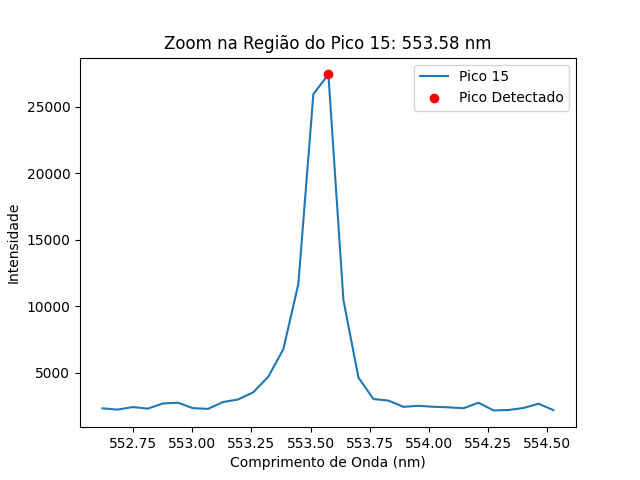 Zoom na Região do Pico 15: 553.58 nm
Pico 15
Pico Detectado
Intensidade
25000
20000
15000
10000
5000
552.75 553.00 553.25 553.50 553.75 554.00 554.25 554.50
Comprimento de Onda (nm)